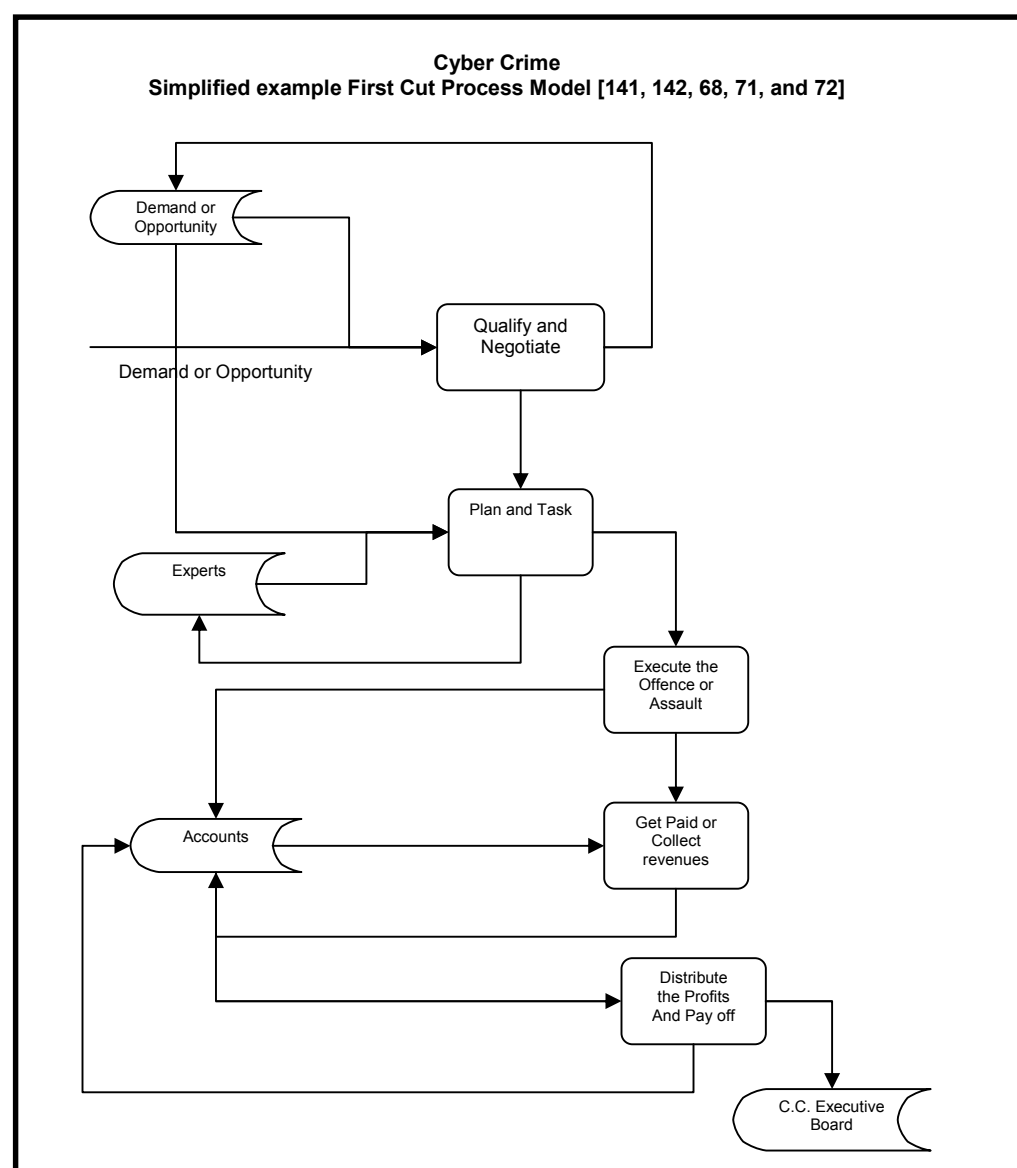 Cyber Crime
Simplified example First Cut Process Model [141, 142, 68, 71, and 72]
Demand or
Opportunity
Qualify and
Negotiate
Demand or Opportunity
Plan and Task
Experts
Execute the
Offence or
Assault
Accounts
Get Paid or
Collect
revenues
Distribute
the Profits
And Pay off
C.C. Executive
Board